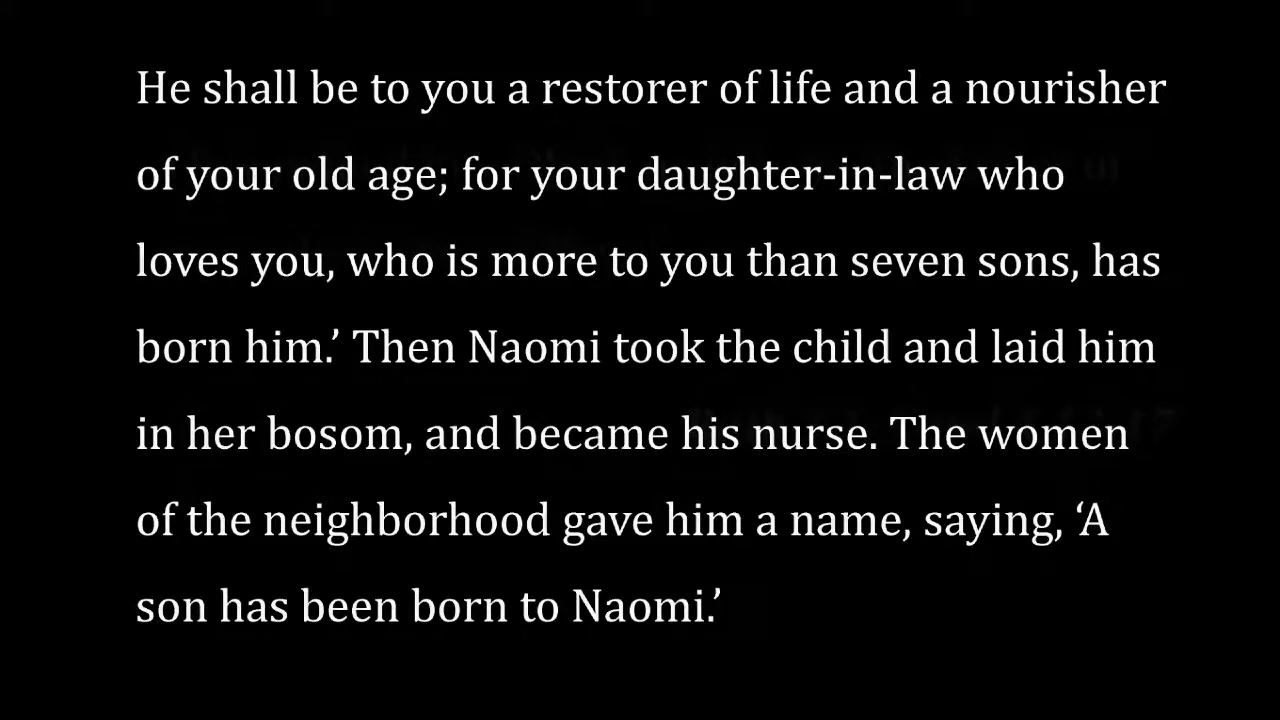 He shall be to you a restorer of life and a nourisher
of your old age; for your daughter-in-law who
loves you, who is more to you than seven sons, has
born him.’ Then Naomi took the child and laid him
in her bosom, and became his nurse. The women
of the neighborhood gave him a name, saying, ‘A
son has been born to Naomi.’